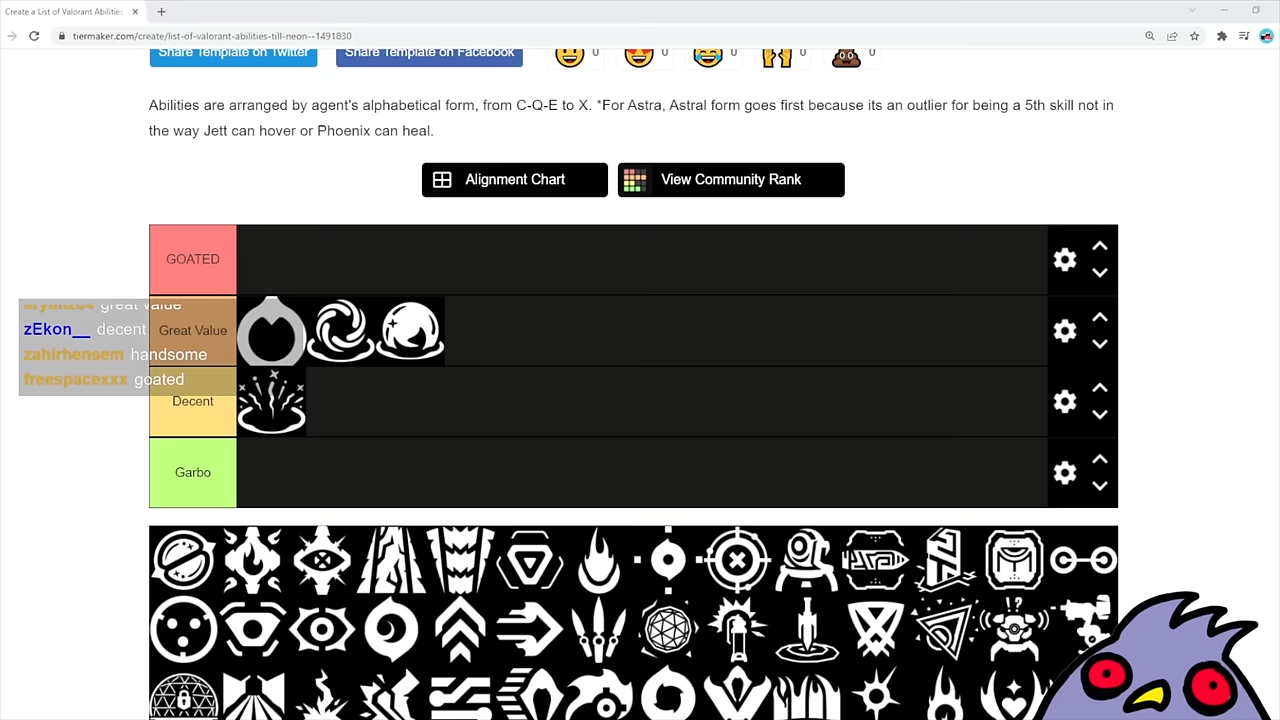 Create a List of Valorant Abilities
tiermaker.com/create/list-of-valorant-abilities-till-neon--1491830
Share Template on Twitter
Share Template on Facebook
0
0
0
0
0
Abilities are arranged by agent's alphabetical form, from C-Q-E to X. *For Astra, Astral form goes first because its an outlier for being a 5th skill not in
the way Jett can hover or Phoenix can heal.
Alignment Chart
View Community Rank
GOATED
great value
zEkon__ decent
Great Value
zahirhensem handsome
freespacexxx goated
Decent
Garbo